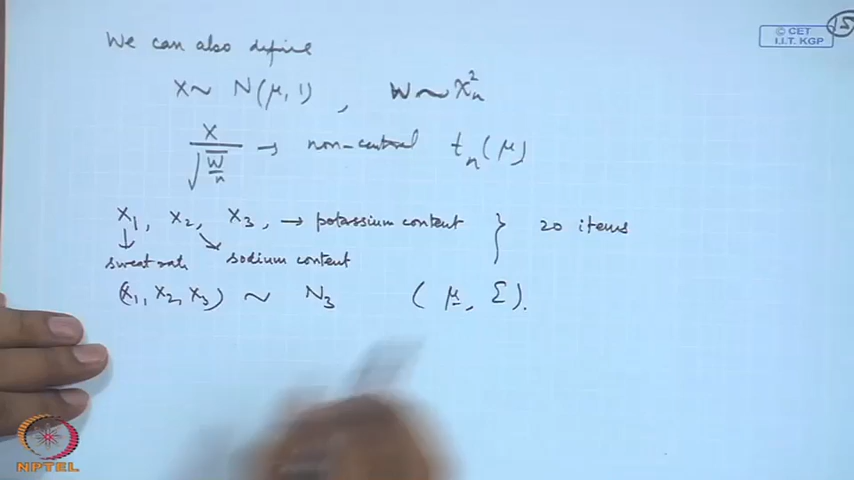 We can also define
X ~ N(μ, 1) , W ~ χ²ₙ
X / √(W/n) → non-central tₙ(μ)
X₁, X₂, X₃, → potassium content } 20 items
↓ sweat rate ↘ sodium content
(X₁, X₂, X₃) ~ N₃ (μ, Σ).
© CET
I.I.T. KGP
15
NPTEL